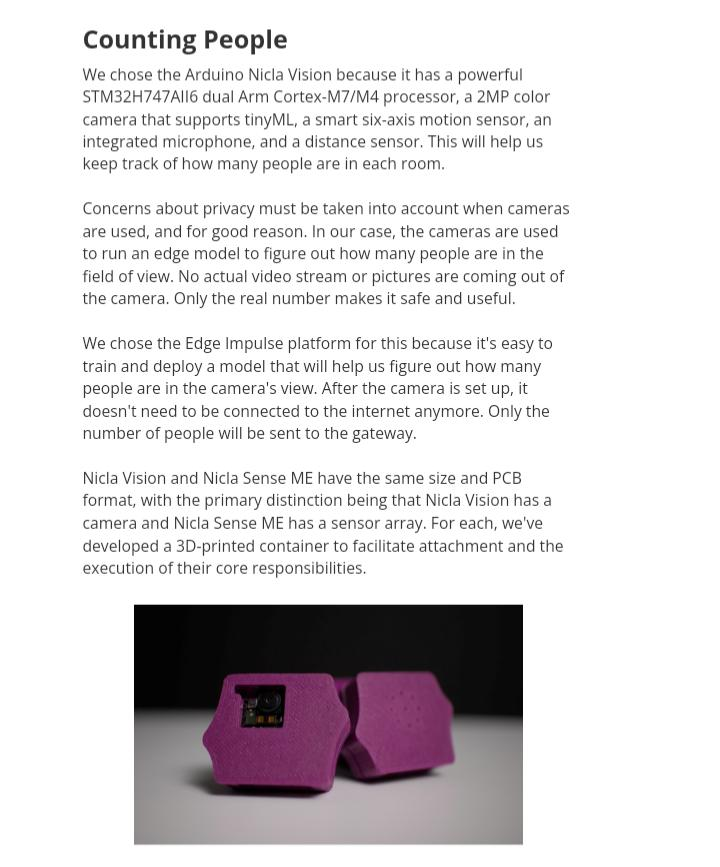 Counting People
We chose the Arduino Nicla Vision because it has a powerful
STM32H747AII6 dual Arm Cortex-M7/M4 processor, a 2MP color
camera that supports tinyML, a smart six-axis motion sensor, an
integrated microphone, and a distance sensor. This will help us
keep track of how many people are in each room.
Concerns about privacy must be taken into account when cameras
are used, and for good reason. In our case, the cameras are used
to run an edge model to figure out how many people are in the
field of view. No actual video stream or pictures are coming out of
the camera. Only the real number makes it safe and useful.
We chose the Edge Impulse platform for this because it's easy to
train and deploy a model that will help us figure out how many
people are in the camera's view. After the camera is set up, it
doesn't need to be connected to the internet anymore. Only the
number of people will be sent to the gateway.
Nicla Vision and Nicla Sense ME have the same size and PCB
format, with the primary distinction being that Nicla Vision has a
camera and Nicla Sense ME has a sensor array. For each, we've
developed a 3D-printed container to facilitate attachment and the
execution of their core responsibilities.